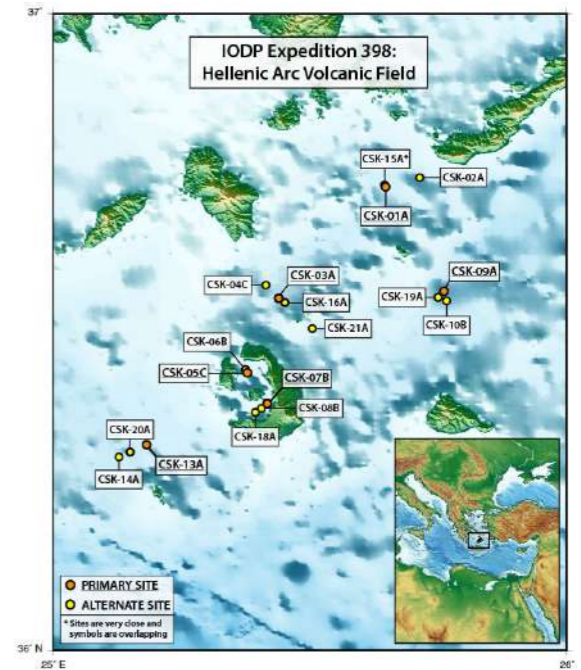 37°
IODP Expedition 398:
Hellenic Arc Volcanic Field
CSK-15A*
CSK-02A
CSK-01A
CSK-03A
CSK-09A
CSK-04C
CSK-16A
CSK-19A
CSK-10B
CSK-21A
CSK-06B
CSK-05C
CSK-07B
CSK-08B
CSK-18A
CSK-20A
CSK-13A
CSK-14A
PRIMARY SITE
ALTERNATE SITE
* Sites are very close and
symbols are overlapping
36° N
25° E